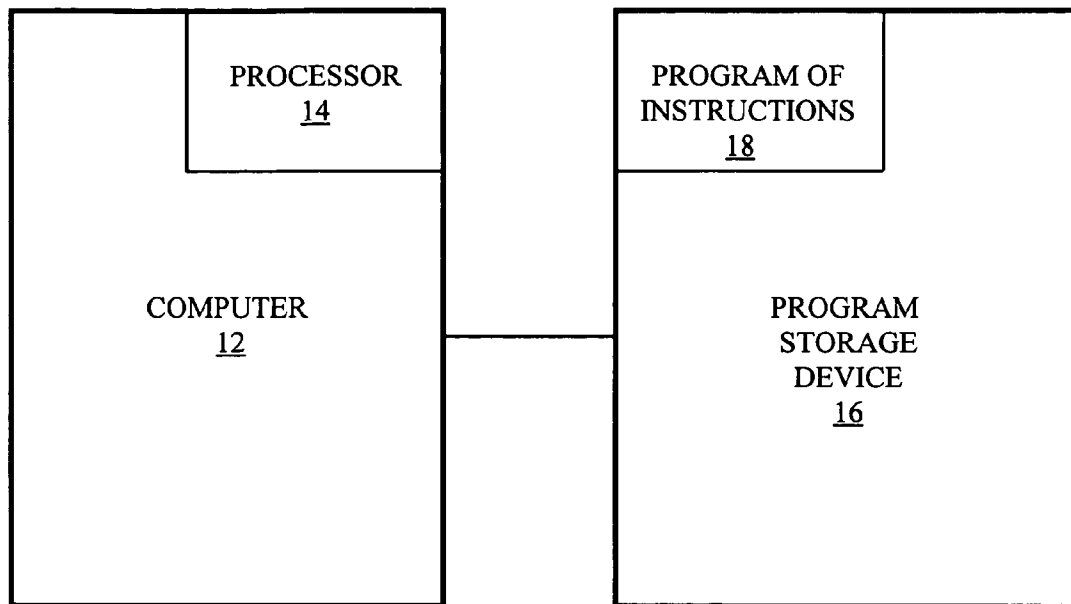 PROCESSOR
14
PROGRAM OF
INSTRUCTIONS
18
COMPUTER
12
PROGRAM
STORAGE
DEVICE
16